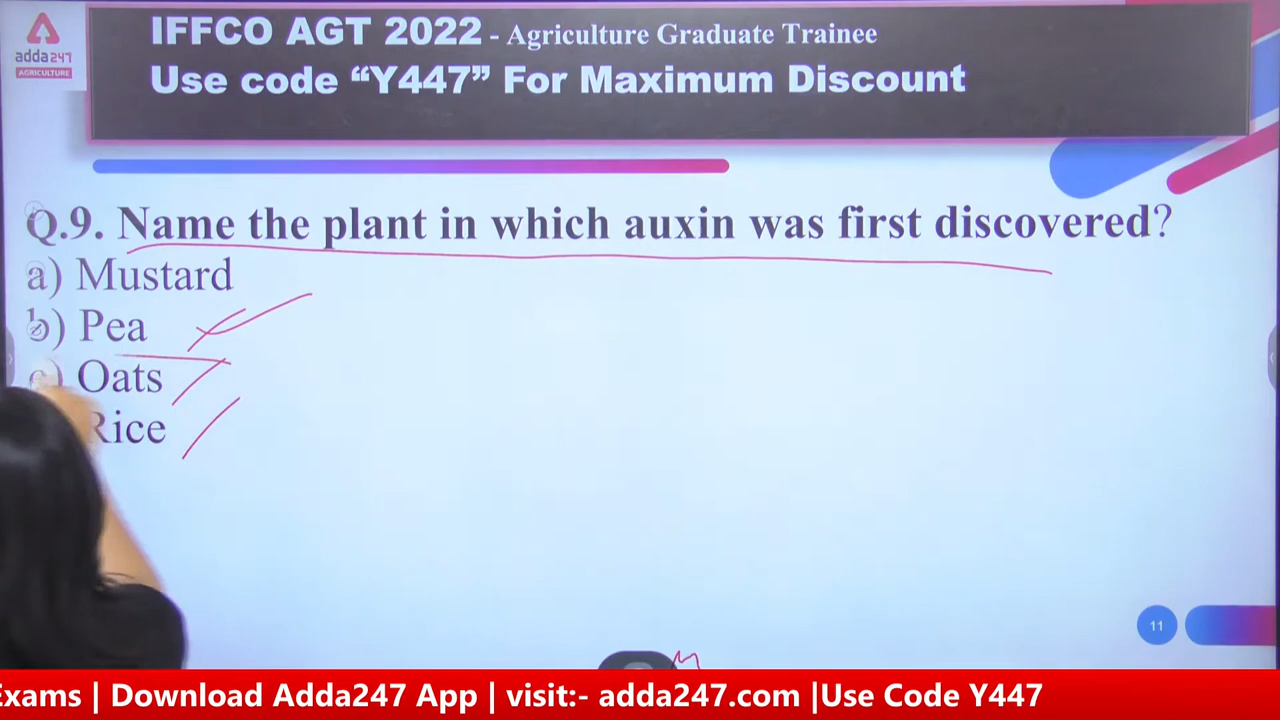 adda247
AGRICULTURE
IFFCO AGT 2022 - Agriculture Graduate Trainee
Use code “Y447” For Maximum Discount
Q.9. Name the plant in which auxin was first discovered?
a) Mustard
b) Pea
c) Oats
Rice
11
Exams | Download Adda247 App | visit:- adda247.com |Use Code Y447